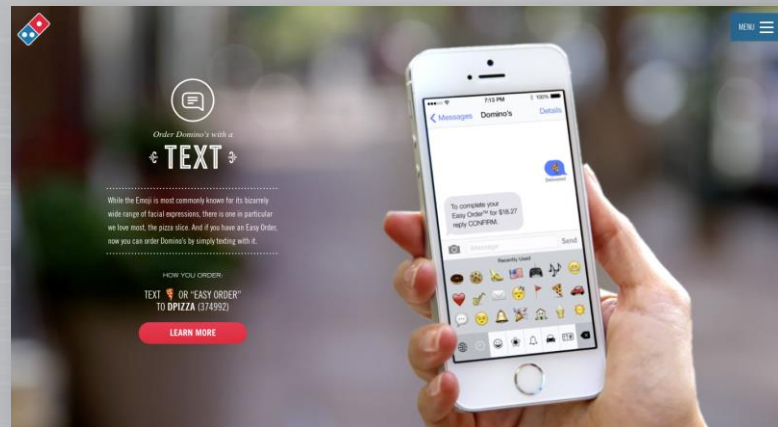 MENU
Order Domino's with a
TEXT
While the Emoji is most commonly known for its bizarrely
wide range of facial expressions, there is one in particular
we love most, the pizza slice. And if you have an Easy Order,
now you can order Domino's by simply texting with it.
HOW YOU ORDER:
TEXT 🍕 OR "EASY ORDER"
TO DPIZZA (374992)
LEARN MORE
7:13 PM
100%
Messages
Domino's
Details
Delivered
To complete your
Easy Order™ for $18.27
reply CONFIRM.
iMessage
Send
Recently Used